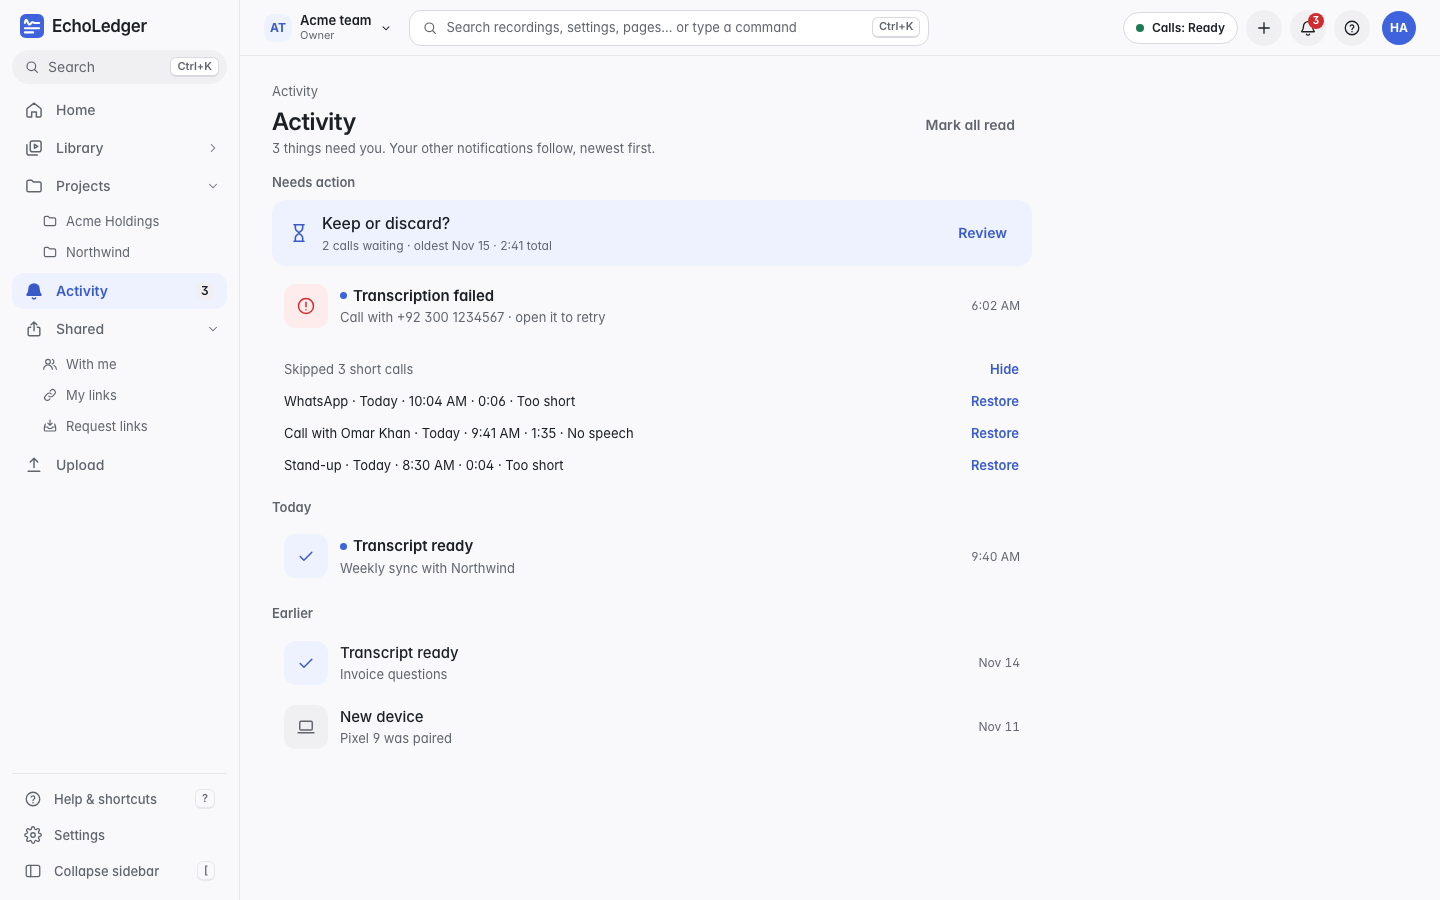 EchoLedger
Search
Ctrl+K
Home
Library
Projects
Acme Holdings
Northwind
Activity
3
Shared
With me
My links
Request links
Upload
Help & shortcuts
?
Settings
Collapse sidebar
[
AT
Acme team
Owner
Search recordings, settings, pages... or type a command
Ctrl+K
Calls: Ready
3
HA
Activity
Activity
Mark all read
3 things need you. Your other notifications follow, newest first.
Needs action
Keep or discard?
2 calls waiting · oldest Nov 15 · 2:41 total
Review
Transcription failed
Call with +92 300 1234567 · open it to retry
6:02 AM
Skipped 3 short calls
Hide
WhatsApp · Today · 10:04 AM · 0:06 · Too short
Restore
Call with Omar Khan · Today · 9:41 AM · 1:35 · No speech
Restore
Stand-up · Today · 8:30 AM · 0:04 · Too short
Restore
Today
Transcript ready
Weekly sync with Northwind
9:40 AM
Earlier
Transcript ready
Invoice questions
Nov 14
New device
Pixel 9 was paired
Nov 11